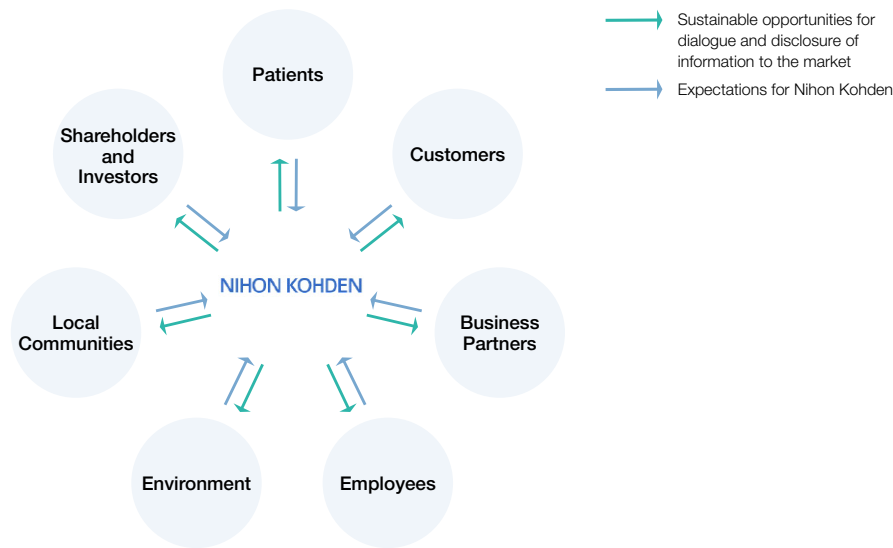 Sustainable opportunities for
dialogue and disclosure of
information to the market
Expectations for Nihon Kohden
Patients
Shareholders
and
Investors
Customers
NIHON KOHDEN
Local
Communities
Business
Partners
Environment
Employees